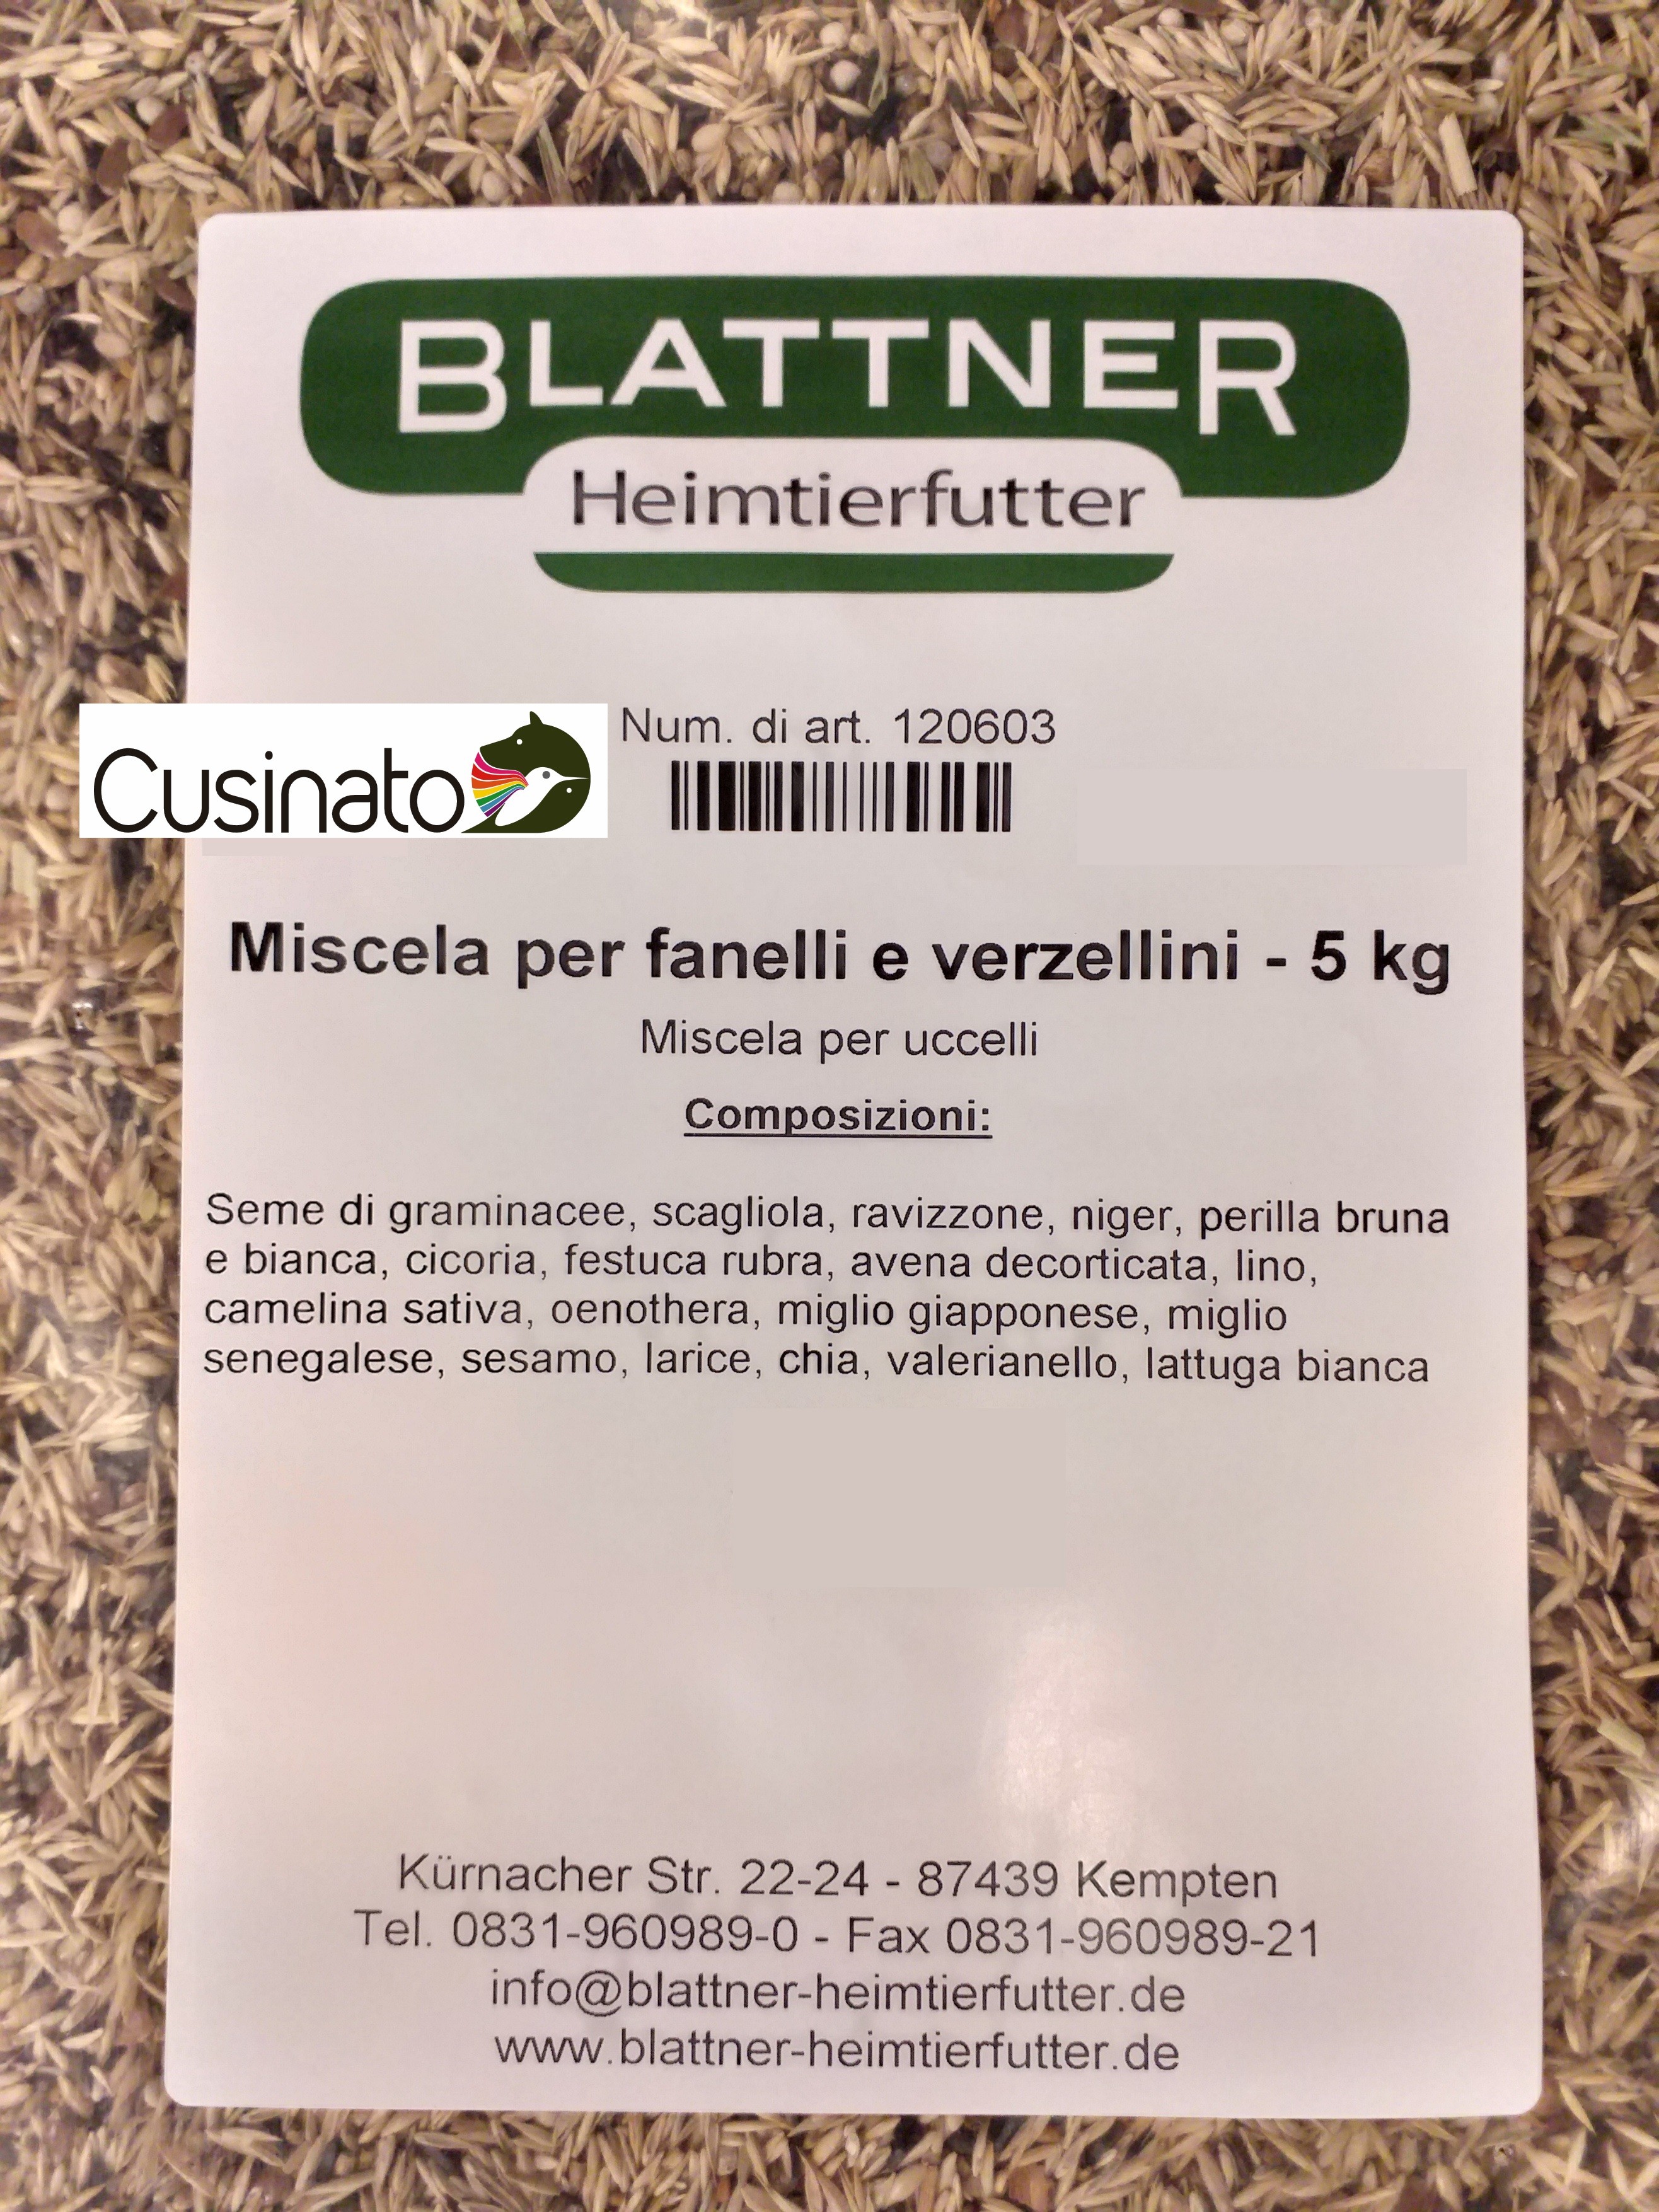 BLATTNER
Heimtierfutter
Cusinato
Num. di art. 120603
Miscela per fanelli e verzellini - 5 kg
Miscela per uccelli
Composizioni:
Seme di graminacee, scagliola, ravizzone, niger, perilla bruna
e bianca, cicoria, festuca rubra, avena decorticata, lino,
camelina sativa, oenothera, miglio giapponese, miglio
senegalese, sesamo, larice, chia, valerianello, lattuga bianca
Kürnacher Str. 22-24 - 87439 Kempten
Tel. 0831-960989-0 - Fax 0831-960989-21
info@blattner-heimtierfutter.de
www.blattner-heimtierfutter.de